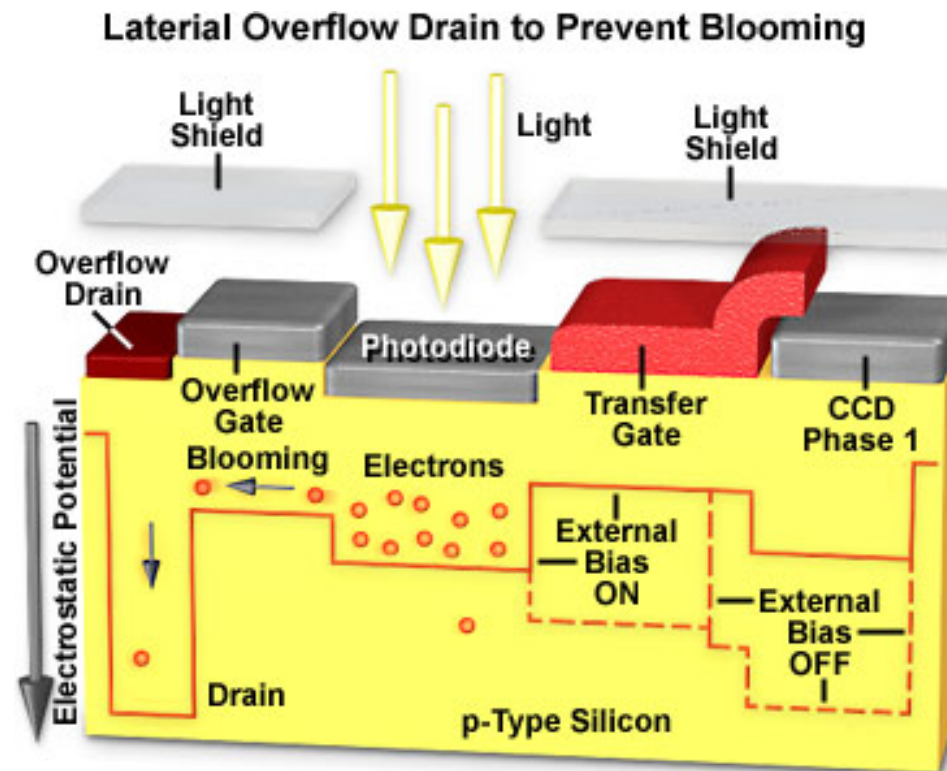 Laterial Overflow Drain to Prevent Blooming
Light
Shield
Light
Light
Shield
Overflow
Drain
Photodiode
Overflow
Gate
Transfer
Gate
CCD
Phase 1
Electrostatic Potential
Blooming
Electrons
External
Bias
ON
External
Bias
OFF
Drain
p-Type Silicon